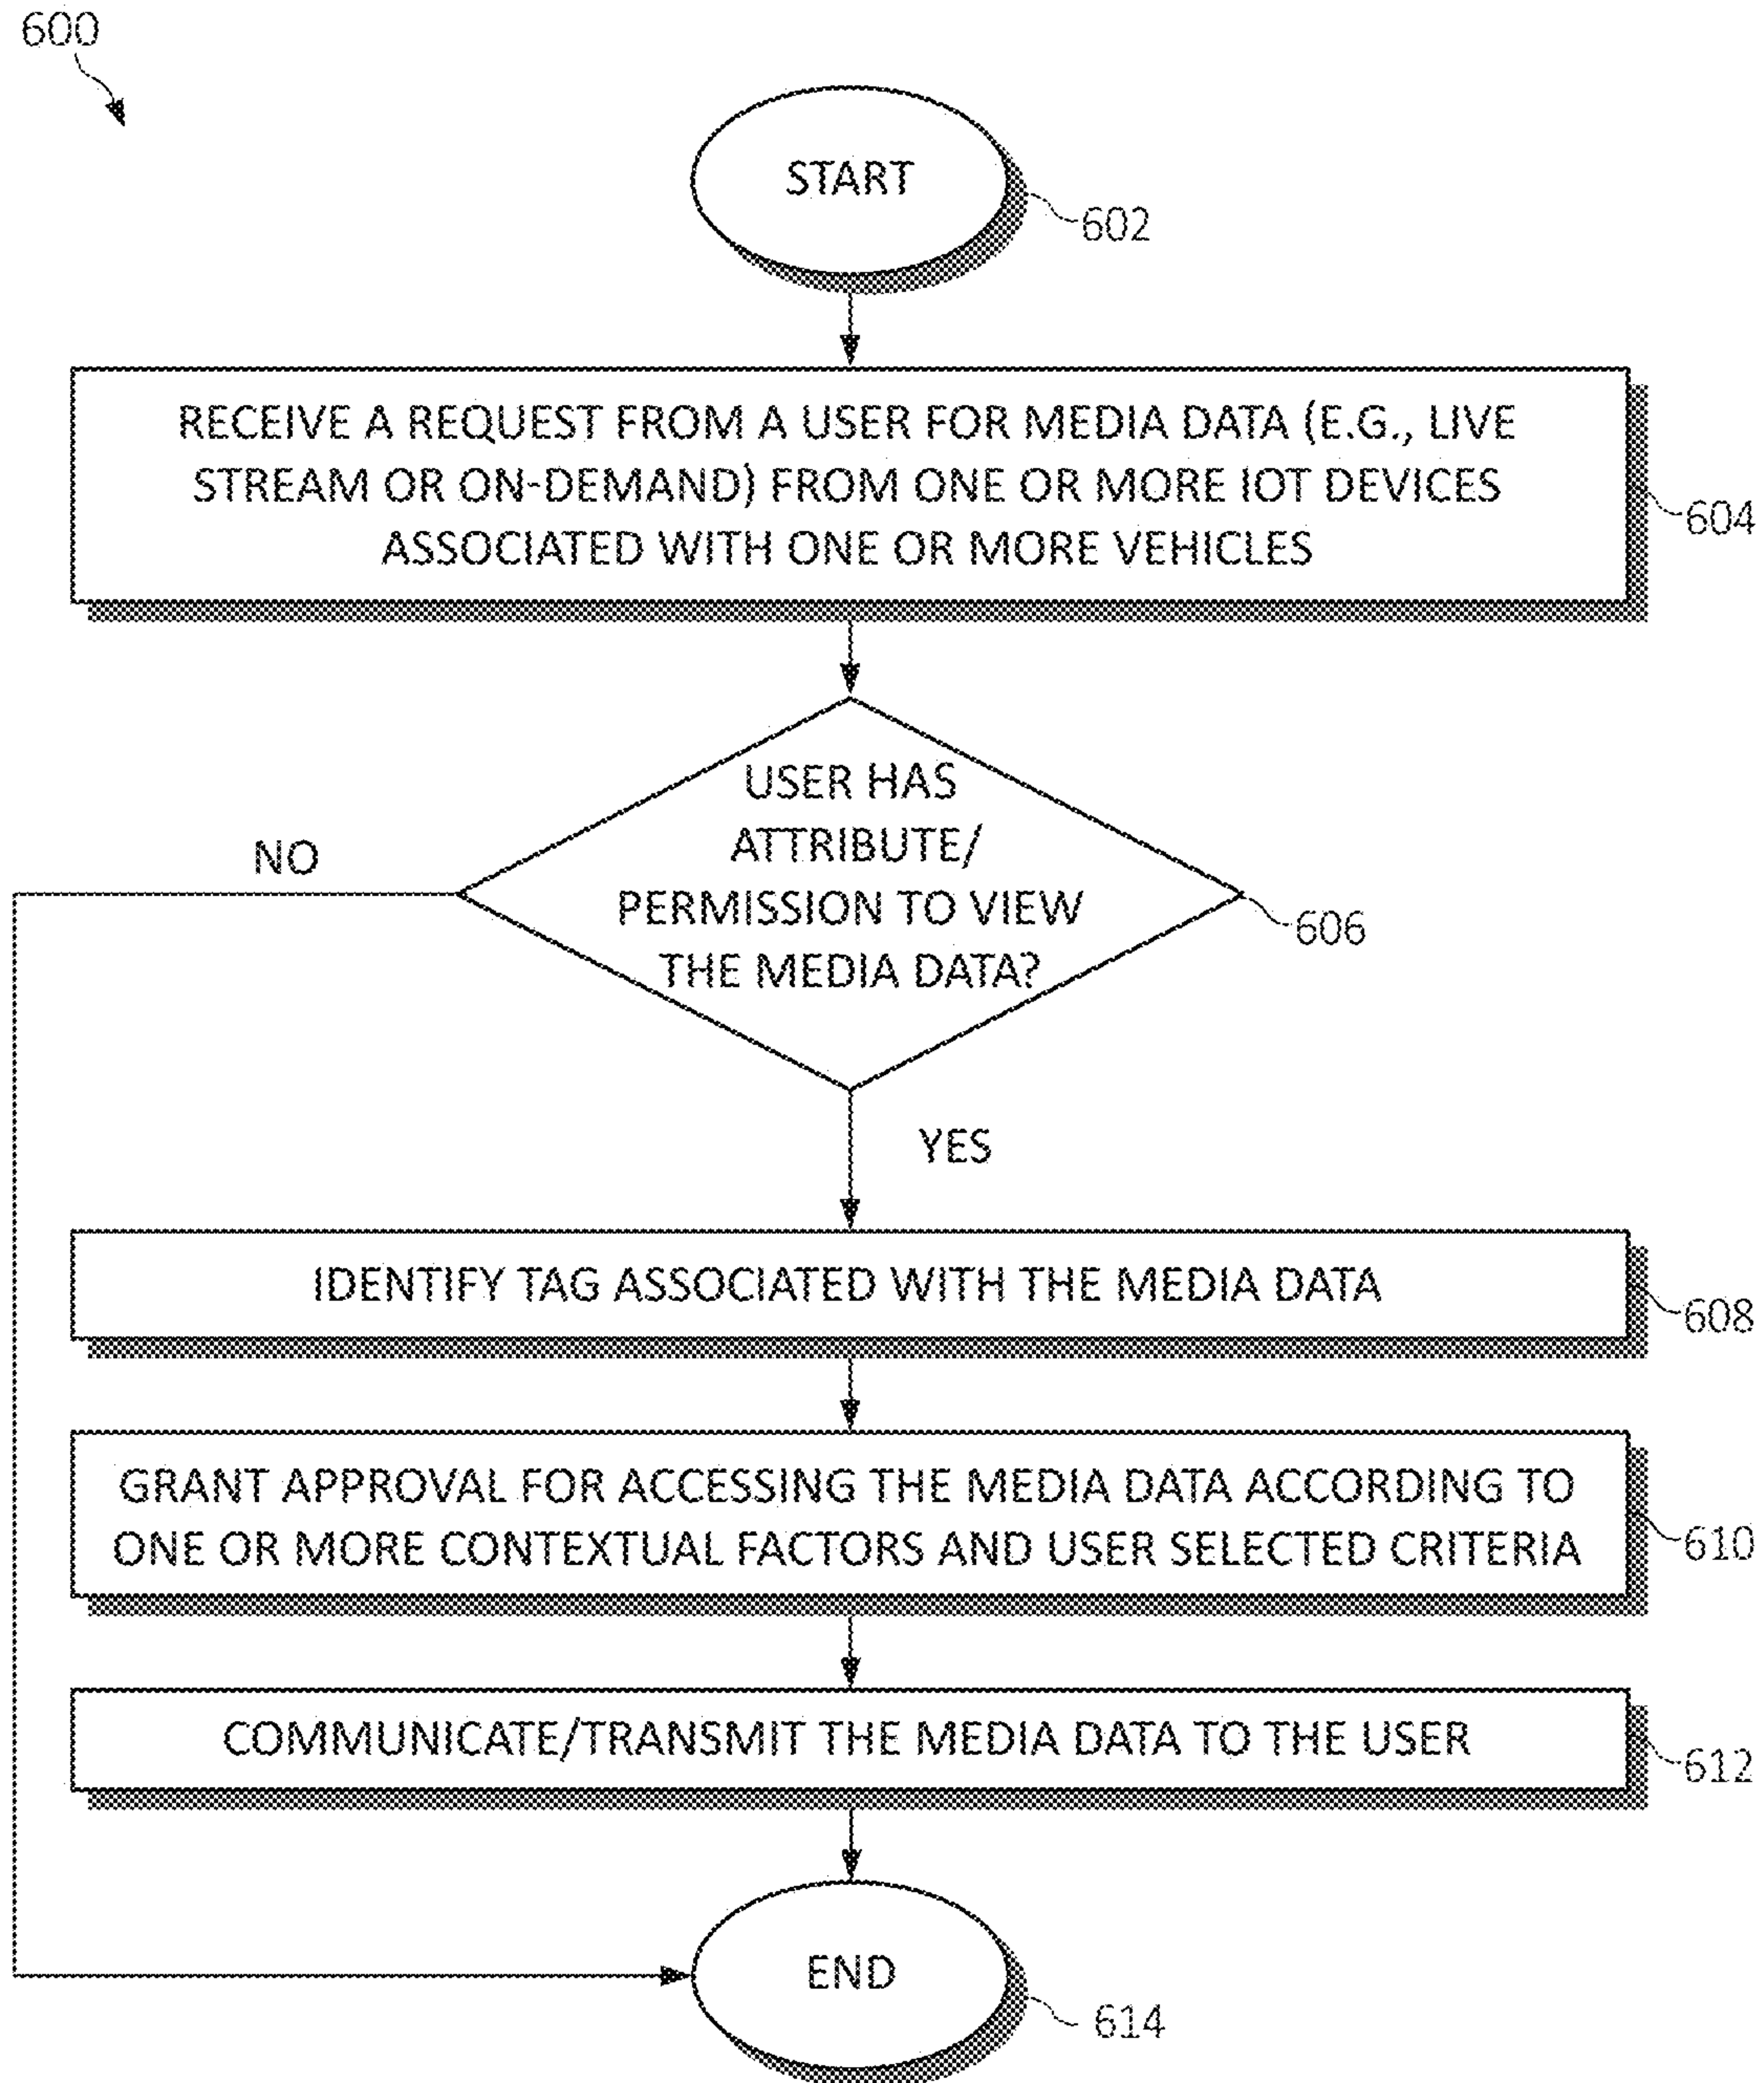 600
START
602
RECEIVE A REQUEST FROM A USER FOR MEDIA DATA (E.G., LIVE
STREAM OR ON-DEMAND) FROM ONE OR MORE IOT DEVICES
ASSOCIATED WITH ONE OR MORE VEHICLES
604
USER HAS
ATTRIBUTE/
PERMISSION TO VIEW
THE MEDIA DATA?
606
NO
YES
IDENTIFY TAG ASSOCIATED WITH THE MEDIA DATA
608
GRANT APPROVAL FOR ACCESSING THE MEDIA DATA ACCORDING TO
ONE OR MORE CONTEXTUAL FACTORS AND USER SELECTED CRITERIA
610
COMMUNICATE/TRANSMIT THE MEDIA DATA TO THE USER
612
END
614